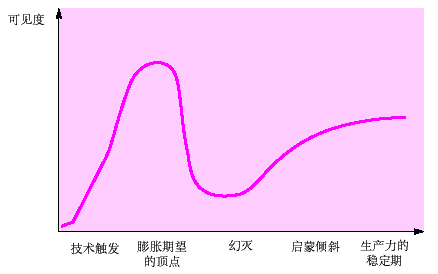 可见度
技术触发
膨胀期望
的顶点
幻灭
启蒙倾斜
生产力的
稳定期